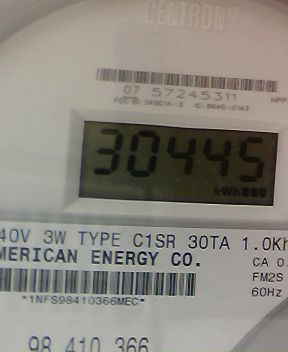 CENTRON®
07 57245311
30445
kWh
40V 3W TYPE C1SR 30TA 1.0Kh
MERICAN ENERGY CO.
CA 0.
FM2S
60Hz
*1NFS98410366MEC*
98 410 366